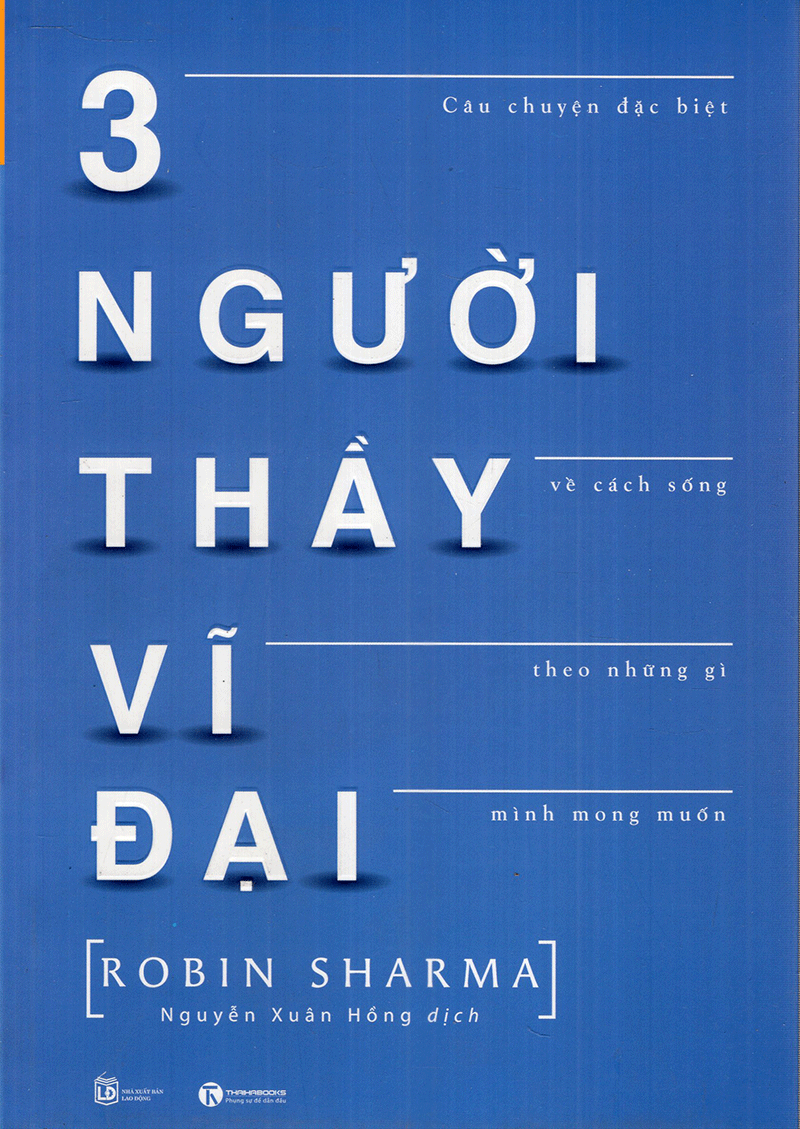 3
Câu chuyện đặc biệt
NGƯỜI
THẦY
về cách sống
VĨ
theo những gì
ĐẠI
mình mong muốn
[ROBIN SHARMA]
Nguyễn Xuân Hồng dịch
LĐ
NHÀ XUẤT BẢN
LAO ĐỘNG
THAIHABOOKS
Phụng sự để dẫn đầu